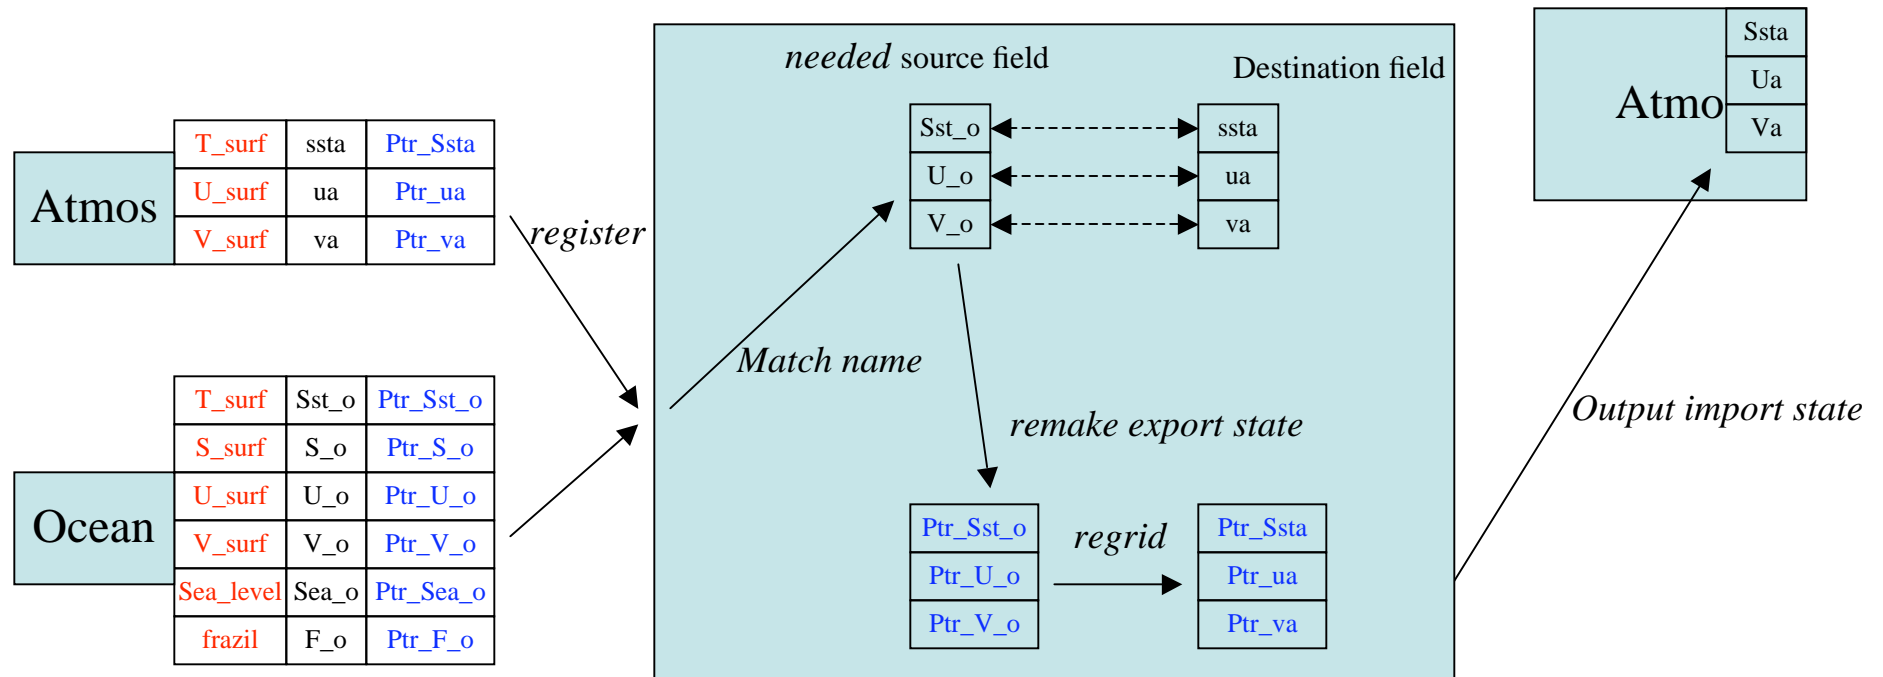 Atmos
T_surf ssta Ptr_Ssta
U_surf ua Ptr_ua
V_surf va Ptr_va
register
Ocean
T_surf Sst_o Ptr_Sst_o
S_surf S_o Ptr_S_o
U_surf U_o Ptr_U_o
V_surf V_o Ptr_V_o
Sea_level Sea_o Ptr_Sea_o
frazil F_o Ptr_F_o
needed source field
Destination field
Sst_o ssta
U_o ua
V_o va
Match name
remake export state
Ptr_Sst_o Ptr_Ssta
regrid
Ptr_U_o Ptr_ua
Ptr_V_o Ptr_va
Atmo
Ssta
Ua
Va
Output import state